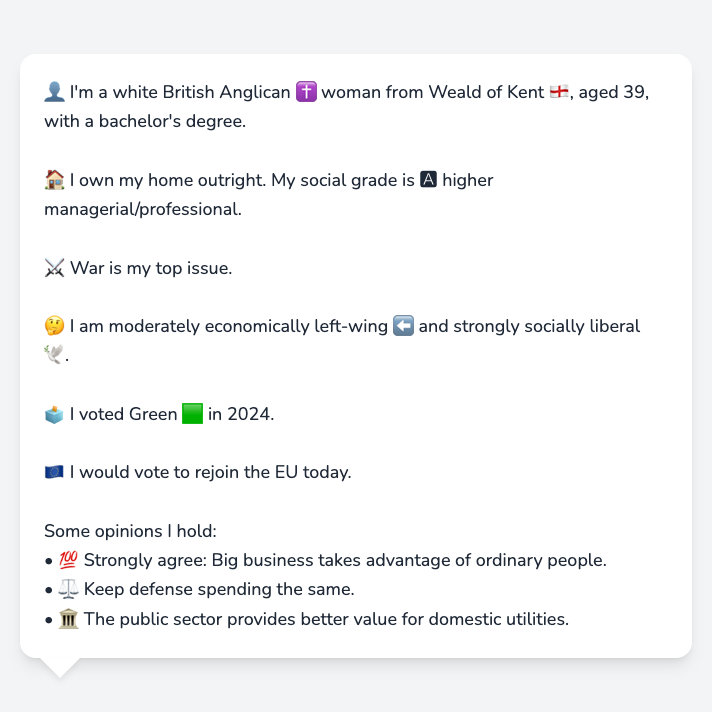 👤 I'm a white British Anglican ✝️ woman from Weald of Kent 🏴󠁧󠁢󠁥󠁮󠁧󠁿, aged 39,
with a bachelor's degree.
🏠 I own my home outright. My social grade is 🅰 higher
managerial/professional.
⚔️ War is my top issue.
🤔 I am moderately economically left-wing ⬅️ and strongly socially liberal
🕊️.
🗳️ I voted Green 🟩 in 2024.
🇪🇺 I would vote to rejoin the EU today.
Some opinions I hold:
• 💯 Strongly agree: Big business takes advantage of ordinary people.
• ⚖️ Keep defense spending the same.
• 🏛️ The public sector provides better value for domestic utilities.